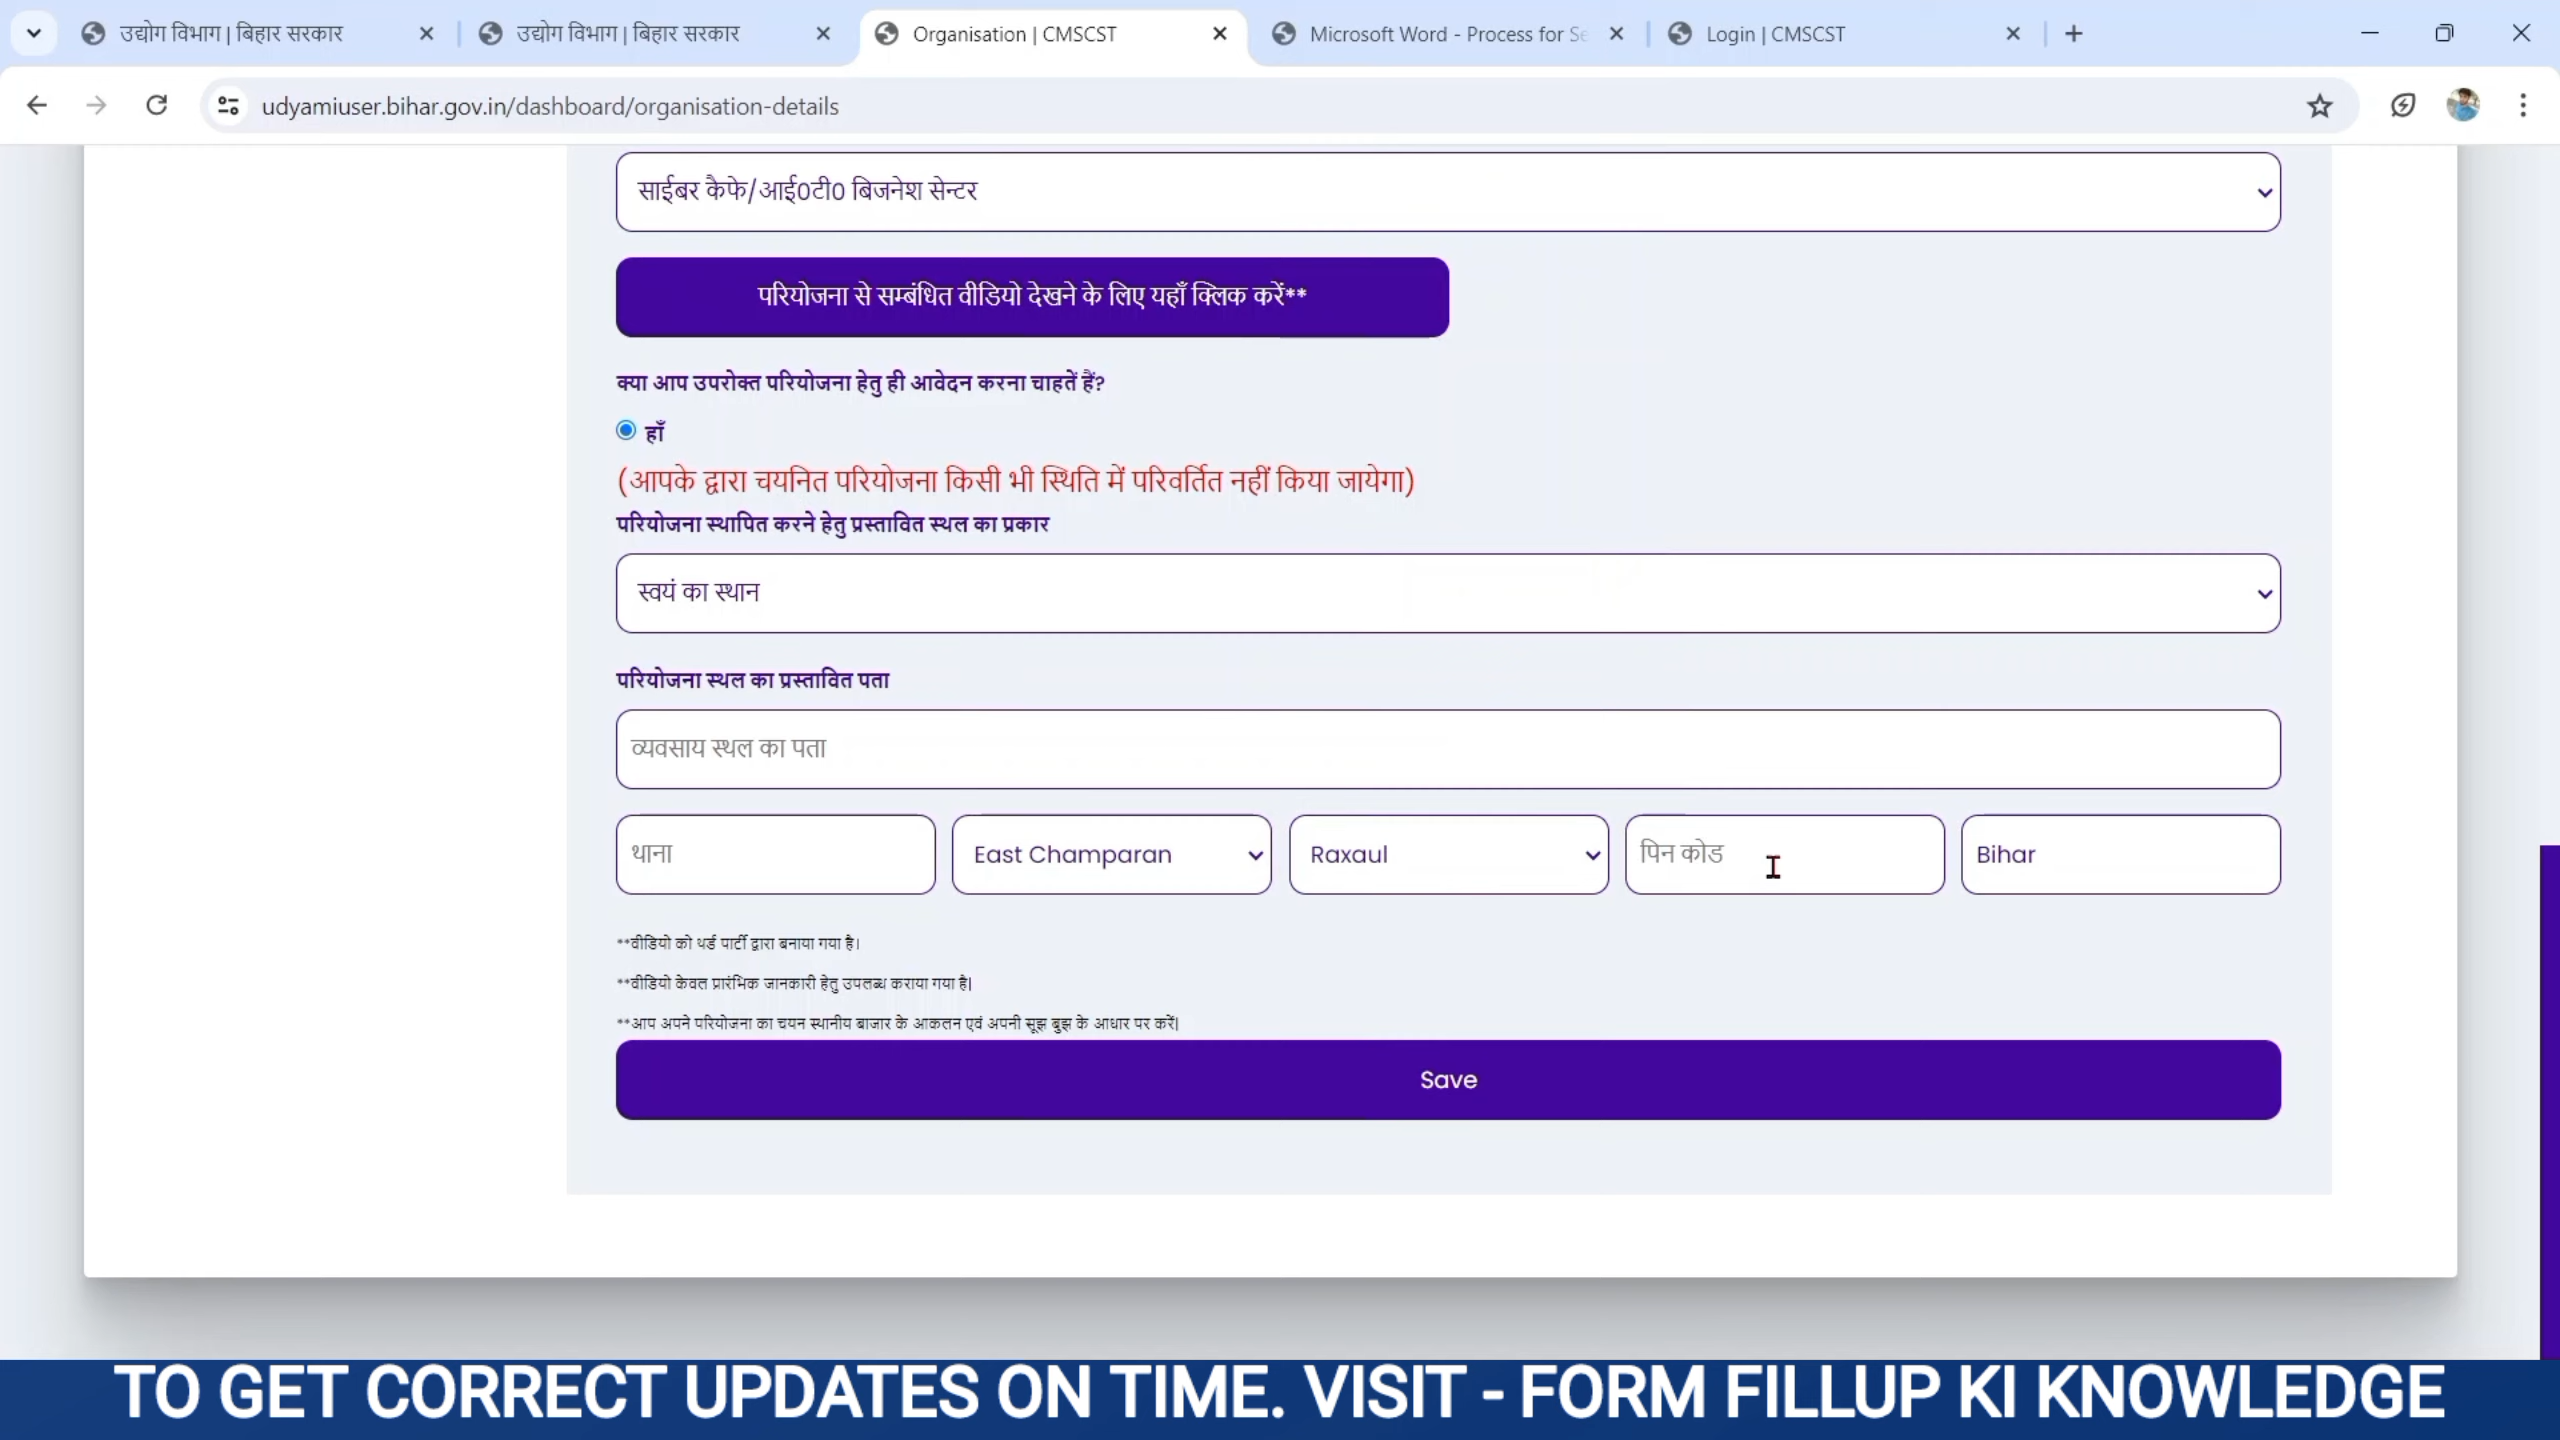 उद्योग विभाग | बिहार सरकार
उद्योग विभाग | बिहार सरकार
Organisation | CMSCST
Microsoft Word - Process for Se
Login | CMSCST
udyamiuser.bihar.gov.in/dashboard/organisation-details
साईबर कैफे/आई0टी0 बिजनेश सेन्टर
परियोजना से सम्बंधित वीडियो देखने के लिए यहाँ क्लिक करें**
क्या आप उपरोक्त परियोजना हेतु ही आवेदन करना चाहतें हैं?
हाँ
(आपके द्वारा चयनित परियोजना किसी भी स्थिति में परिवर्तित नहीं किया जायेगा)
परियोजना स्थापित करने हेतु प्रस्तावित स्थल का प्रकार
स्वयं का स्थान
परियोजना स्थल का प्रस्तावित पता
व्यवसाय स्थल का पता
थाना East Champaran Raxaul पिन कोड Bihar
**वीडियो को थर्ड पार्टी द्वारा बनाया गया है।
**वीडियो केवल प्रारंभिक जानकारी हेतु उपलब्ध कराया गया है|
**आप अपने परियोजना का चयन स्थानीय बाजार के आकलन एवं अपनी सूझ बुझ के आधार पर करें|
Save
TO GET CORRECT UPDATES ON TIME. VISIT - FORM FILLUP KI KNOWLEDGE